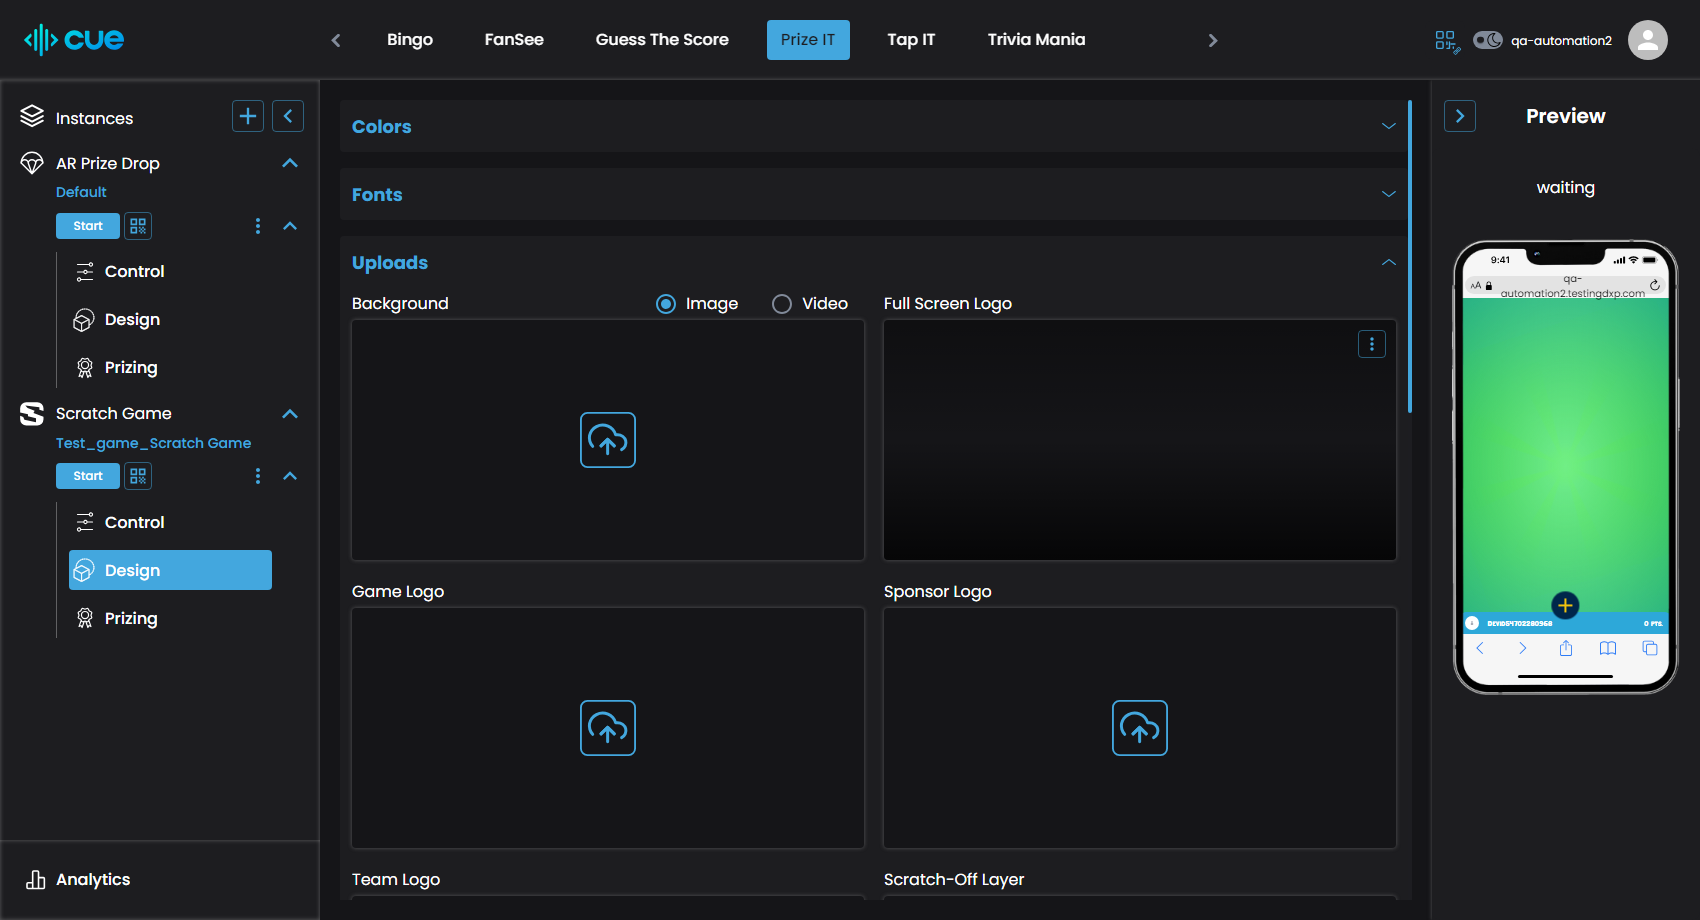 cue
Bingo
FanSee
Guess The Score
Prize IT
Tap IT
Trivia Mania
qa-automation2
Instances
AR Prize Drop
Default
Start
Control
Design
Prizing
Scratch Game
Test_game_Scratch Game
Start
Control
Design
Prizing
Analytics
Colors
Fonts
Uploads
Background
Image
Video
Full Screen Logo
Game Logo
Sponsor Logo
Team Logo
Scratch-Off Layer
Preview
waiting
9:41
AA
qa-
automation2.testingdxp.com
0 PTS.